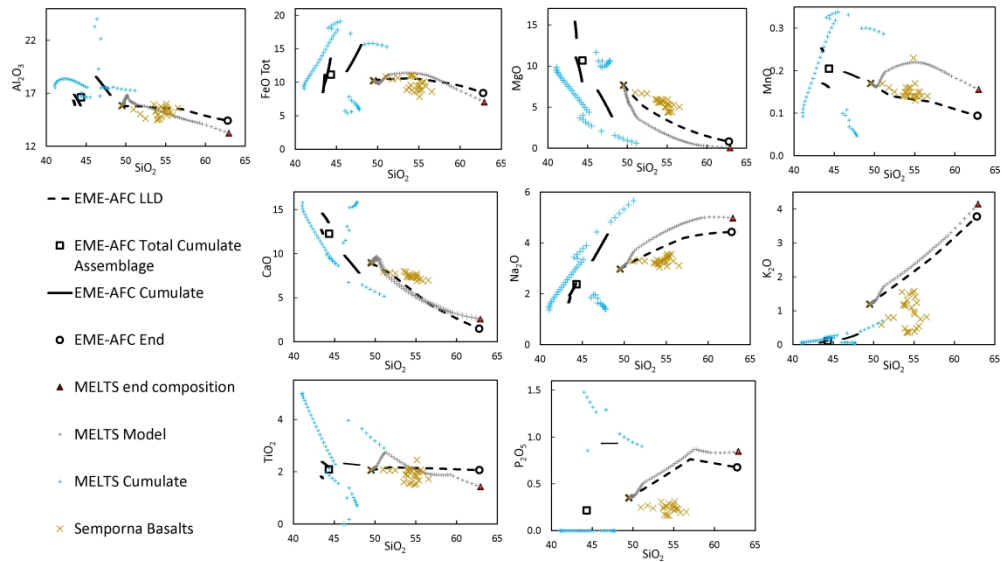 Al₂O₃
22
17
12
40 45 50 55 60 65
SiO₂
FeO Tot
20
15
10
5
0
40 45 50 55 60 65
SiO₂
MgO
15
10
5
0
40 45 50 55 60 65
SiO₂
MnO
0.3
0.2
0.1
0.0
40 45 50 55 60 65
SiO₂
EME-AFC LLD
EME-AFC Total Cumulate
Assemblage
EME-AFC Cumulate
EME-AFC End
MELTS end composition
MELTS Model
MELTS Cumulate
Semporna Basalts
CaO
15
10
5
0
40 45 50 55 60 65
SiO₂
Na₂O
6
4
2
0
40 45 50 55 60 65
SiO₂
K₂O
4
3
2
1
0
40 45 50 55 60 65
SiO₂
TiO₂
4
2
0
40 45 50 55 60 65
SiO₂
P₂O₅
1.5
1.0
0.5
0.0
40 45 50 55 60 65
SiO₂